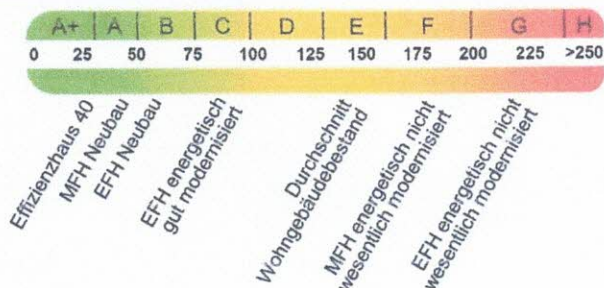 A+ A B C D E F G H
0 25 50 75 100 125 150 175 200 225 >250
Effizienzhaus 40
MFH Neubau
EFH Neubau
EFH energetisch
gut modernisiert
Durchschnitt
Wohngebäudebestand
MFH energetisch nicht
wesentlich modernisiert
EFH energetisch nicht
wesentlich modernisiert